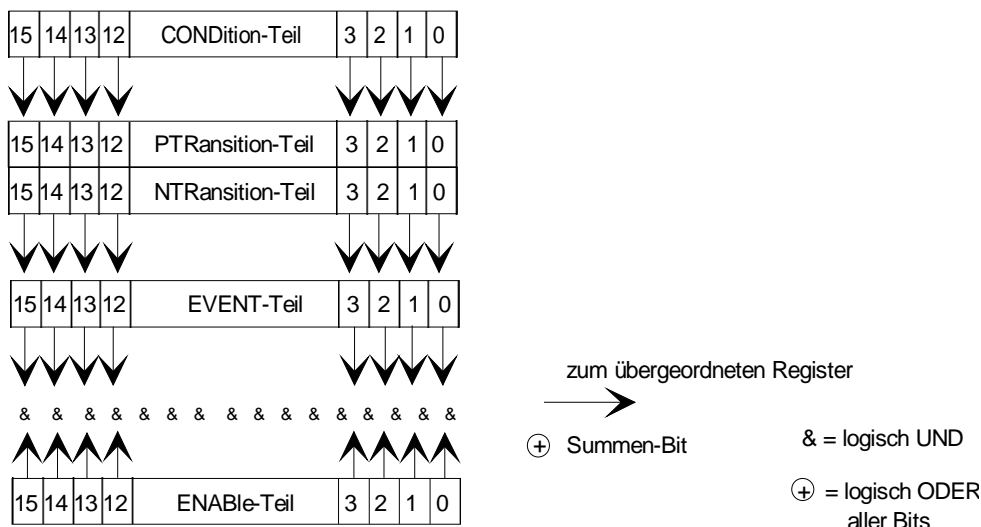 15 14 13 12 CONDition-Teil 3 2 1 0
15 14 13 12 PTRansition-Teil 3 2 1 0
15 14 13 12 NTRansition-Teil 3 2 1 0
15 14 13 12 EVENT-Teil 3 2 1 0
zum übergeordneten Register
& & & & & & & & & & & & & & & &
+ Summen-Bit
& = logisch UND
15 14 13 12 ENABle-Teil 3 2 1 0
+ = logisch ODER
aller Bits